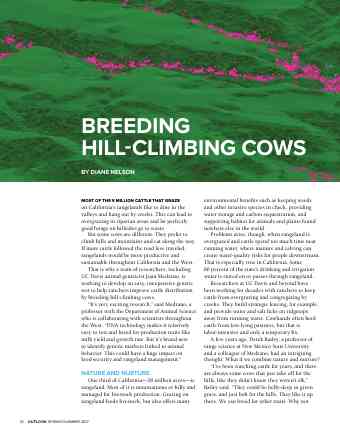 BREEDING
HILL-CLIMBING COWS
BY DIANE NELSON
MOST OF THE 5 MILLION CATTLE THAT GRAZE
on California's rangelands like to dine in the
valleys and hang out by creeks. This can lead to
overgrazing in riparian areas and be perfectly
good forage on hillsides go to waste.
But some cows are different. They prefer to
climb hills and mountains and eat along the way.
If more cattle followed the road less traveled,
rangelands would be more productive and
sustainable throughout California and the West.
This is why a team of researchers, including
UC Davis animal geneticist Juan Medrano, is
working to develop an easy, inexpensive genetic
test to help ranchers improve cattle distribution
by breeding hill-climbing cows.
"It's very exciting research," said Medrano, a
professor with the Department of Animal Science
who is collaborating with scientists throughout
the West. "DNA technology makes it relatively
easy to test and breed for production traits like
milk yield and growth rate. But it's brand new
to identify genetic markers linked to animal
behavior. This could have a huge impact on
food security and rangeland management."
NATURE AND NURTURE
One third of California—38 million acres—is
rangeland. Most of it is mountainous or hilly and
managed for livestock production. Grazing on
rangeland feeds livestock, but also offers many
environmental benefits such as keeping weeds
and other invasive species in check, providing
water storage and carbon sequestration, and
supporting habitat for animals and plants found
nowhere else in the world.
Problems arise, though, when rangeland is
overgrazed and cattle spend too much time near
running water, where manure and calving can
create water-quality risks for people downstream.
That is especially true in California. Some
80 percent of the state's drinking and irrigation
water is stored on or passes through rangeland.
Researchers at UC Davis and beyond have
been working for decades with ranchers to keep
cattle from overgrazing and congregating by
creeks. They build strategic fencing, for example,
and provide water and salt licks on ridgetops
away from running water. Cowhands often herd
cattle from low-lying pastures, but that is
labor-intensive and only a temporary fix.
A few years ago, Derek Bailey, a professor of
range science at New Mexico State University
and a colleague of Medrano, had an intriguing
thought: What if we combine nature and nurture?
"I've been tracking cattle for years, and there
are always some cows that just take off for the
hills, like they didn't know they weren't elk,"
Bailey said. "They could be belly-deep in green
grass, and just bolt for the hills. They like it up
there. We can breed for other traits. Why not
OUTLOOK SPRING/SUMMER 2017